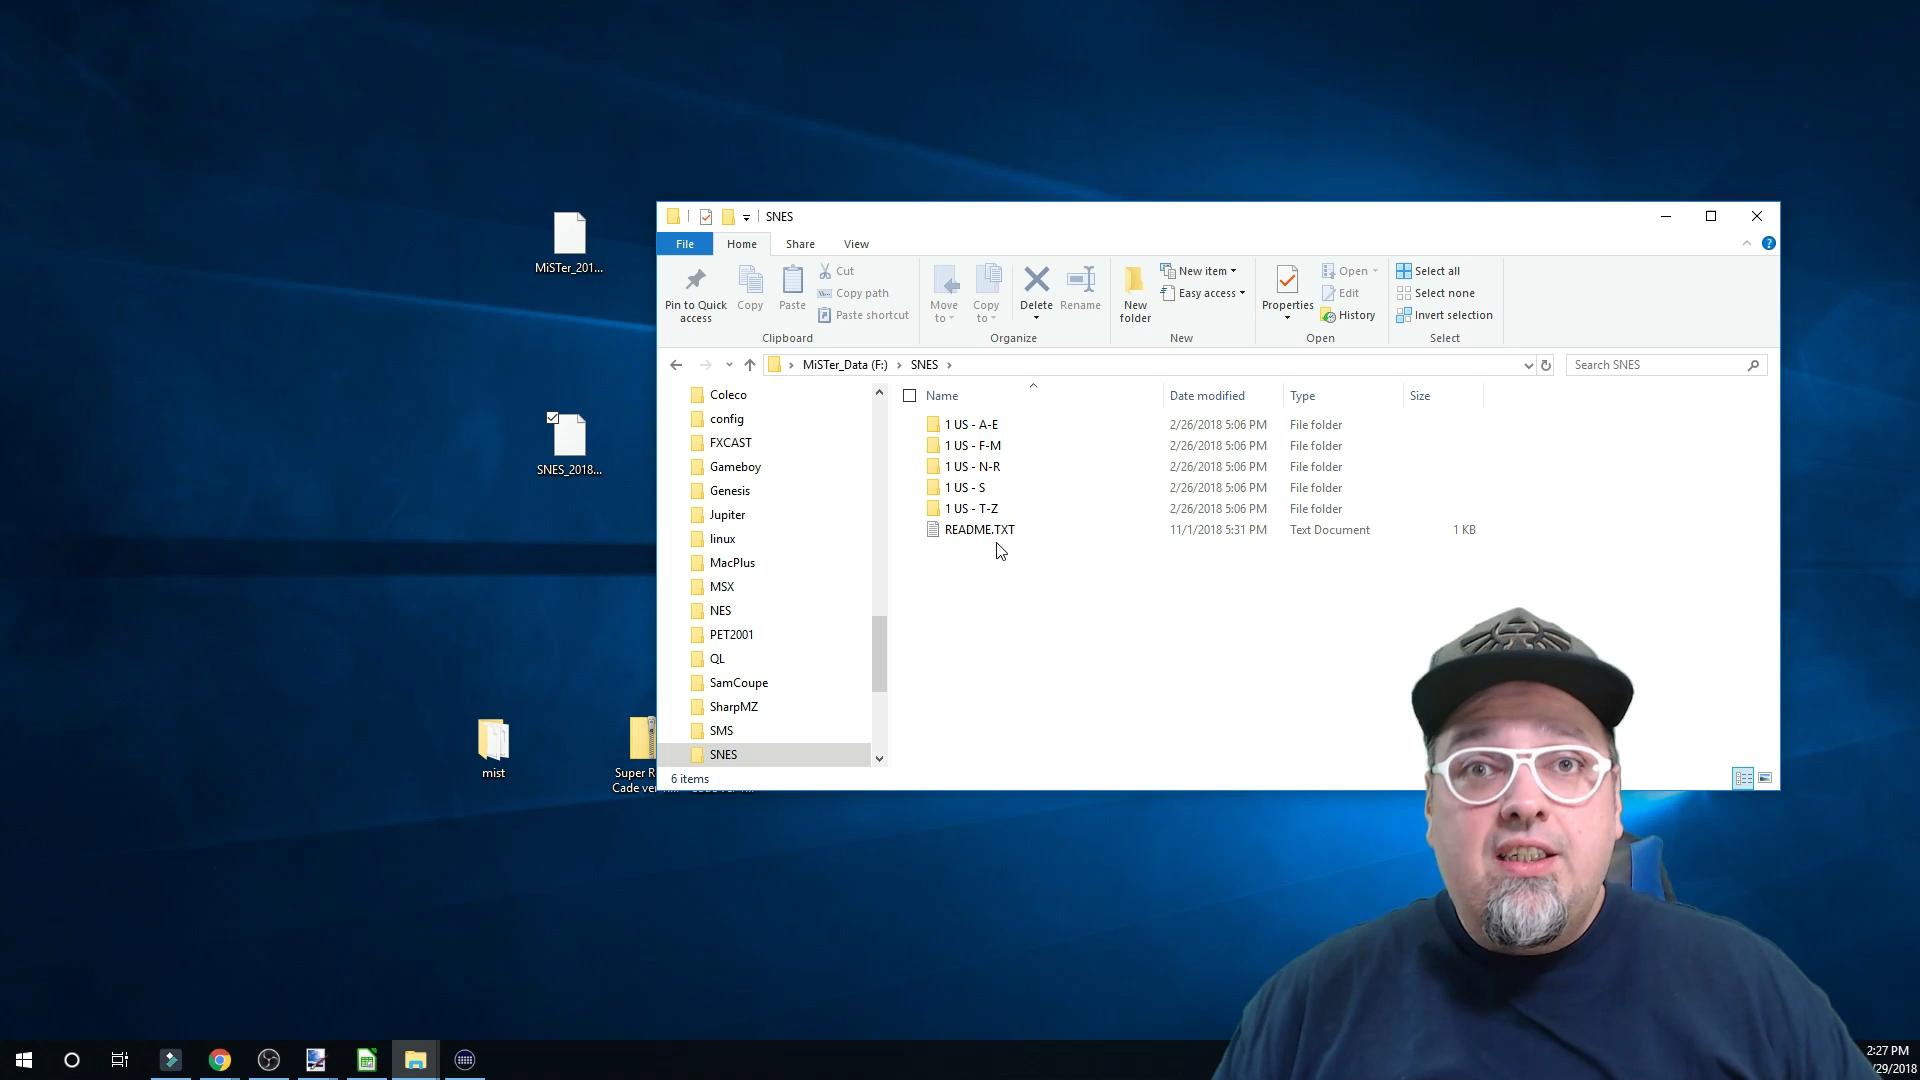 MiSTer_201...
SNES_2018...
mist
Super R
Cade ver
SNES
File
Home
Share
View
Pin to Quick
access
Copy
Paste
Cut
Copy path
Paste shortcut
Clipboard
Move
to
Copy
to
Delete
Rename
Organize
New
folder
New item
Easy access
New
Properties
Open
Edit
History
Open
Select all
Select none
Invert selection
Select
MiSTer_Data (F:) > SNES >
Search SNES
Coleco
config
FXCAST
Gameboy
Genesis
Jupiter
linux
MacPlus
MSX
NES
PET2001
QL
SamCoupe
SharpMZ
SMS
SNES
Name Date modified Type Size
1 US - A-E 2/26/2018 5:06 PM File folder
1 US - F-M 2/26/2018 5:06 PM File folder
1 US - N-R 2/26/2018 5:06 PM File folder
1 US - S 2/26/2018 5:06 PM File folder
1 US - T-Z 2/26/2018 5:06 PM File folder
README.TXT 11/1/2018 5:31 PM Text Document 1 KB
6 items
2:27 PM
/29/2018